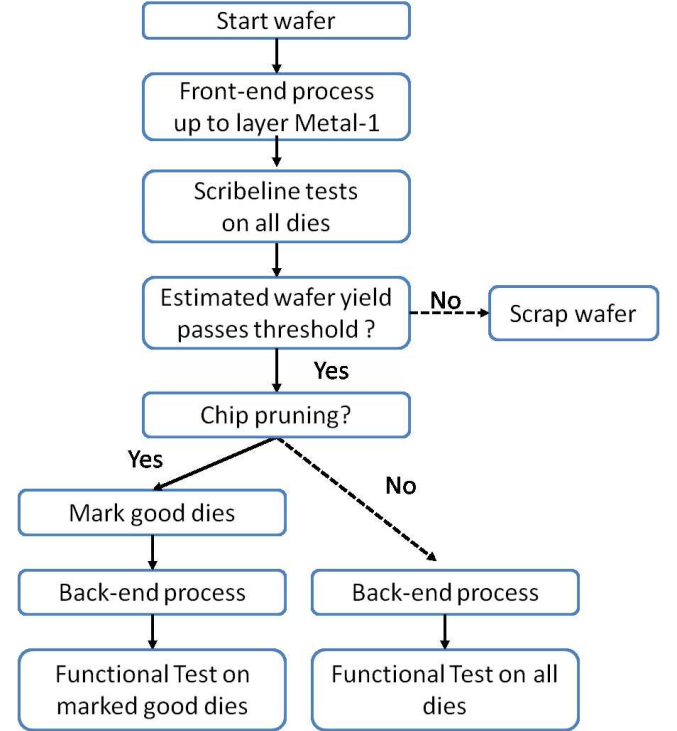 Start wafer
Front-end process
up to layer Metal-1
Scribeline tests
on all dies
Estimated wafer yield
passes threshold ?
No
Scrap wafer
Yes
Chip pruning?
Yes
No
Mark good dies
Back-end process
Back-end process
Functional Test on
marked good dies
Functional Test on all
dies